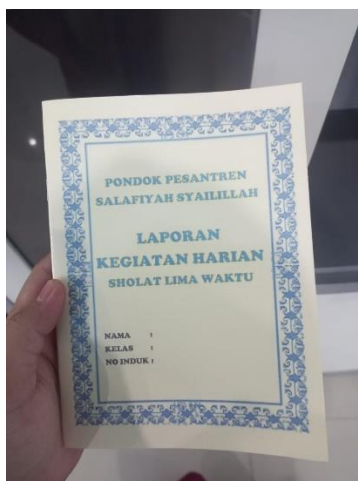 PONDOK PESANTREN
SALAFIYAH SYAILILLAH
LAPORAN
KEGIATAN HARIAN
SHOLAT LIMA WAKTU
NAMA :
KELAS :
NO INDUK :